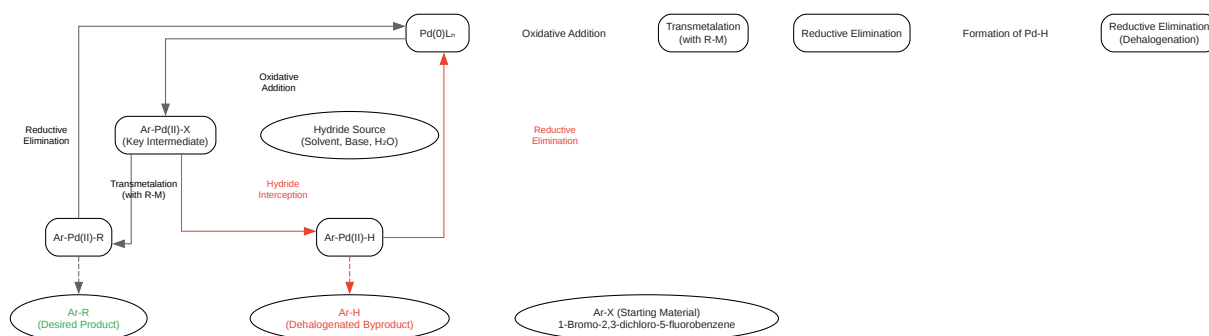 Pd(0)Lₙ
Oxidative Addition
Transmetalation
(with R-M)
Reductive Elimination
Formation of Pd-H
Reductive Elimination
(Dehalogenation)
Oxidative
Addition
Ar-Pd(II)-X
(Key Intermediate)
Hydride Source
(Solvent, Base, H₂O)
Reductive
Elimination
Reductive
Elimination
Transmetalation
(with R-M)
Hydride
Interception
Ar-Pd(II)-R
Ar-Pd(II)-H
Ar-R
(Desired Product)
Ar-H
(Dehalogenated Byproduct)
Ar-X (Starting Material)
1-Bromo-2,3-dichloro-5-fluorobenzene